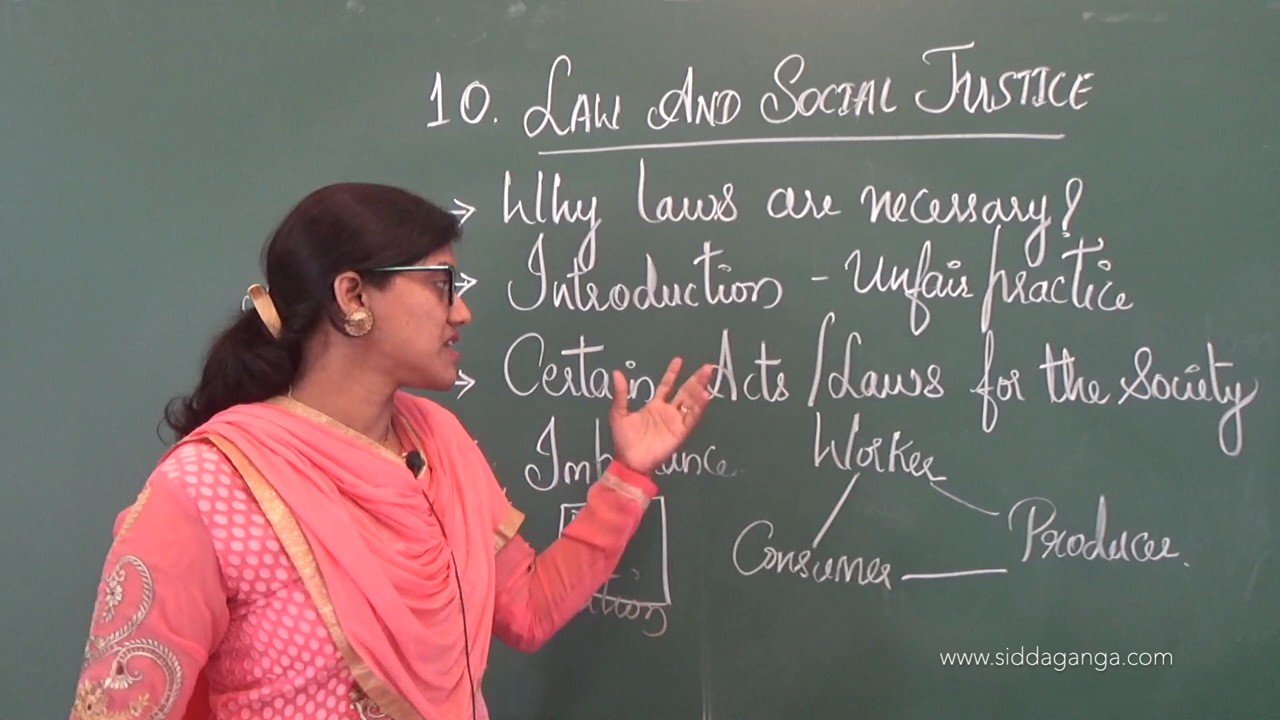 10. LAW AND SOCIAL JUSTICE
→ Why laws are necessary?
→ Introduction - Unfair practice
→ Certain Acts / Laws for the Society
Worker
Consumer
Producer.
www.siddaganga.com